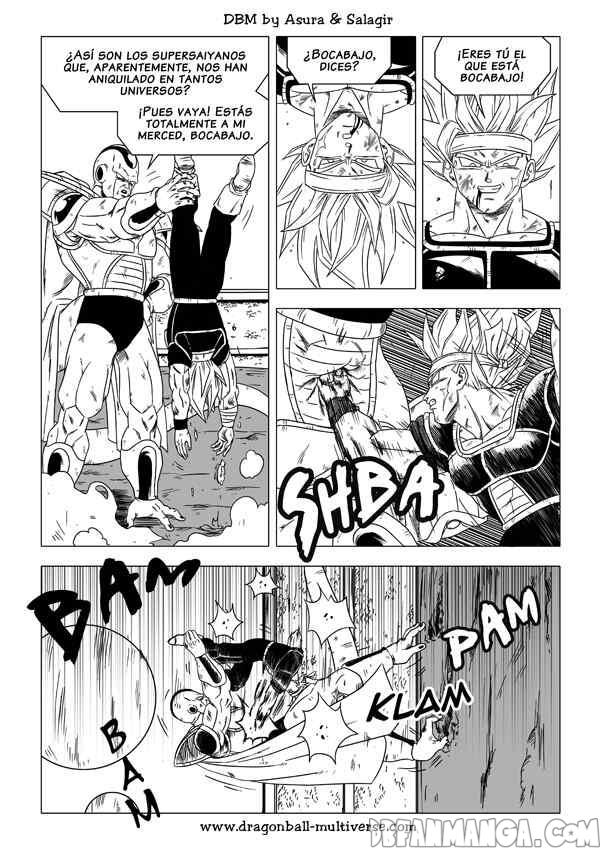 DBM by Asura & Salagir
¿ASÍ SON LOS SUPERSAIYANOS
QUE, APARENTEMENTE, NOS HAN
ANIQUILADO EN TANTOS
UNIVERSOS?
¡PUES VAYA! ESTÁS
TOTALMENTE A MI
MERCED, BOCABAJO.
¿BOCABAJO,
DICES?
¡ERES TÚ EL
QUE ESTÁ
BOCABAJO!
SHBA
BAM
PAM
KLAM
BAM
www.dragonball-multiverse.com
DBFANMANGA.COM